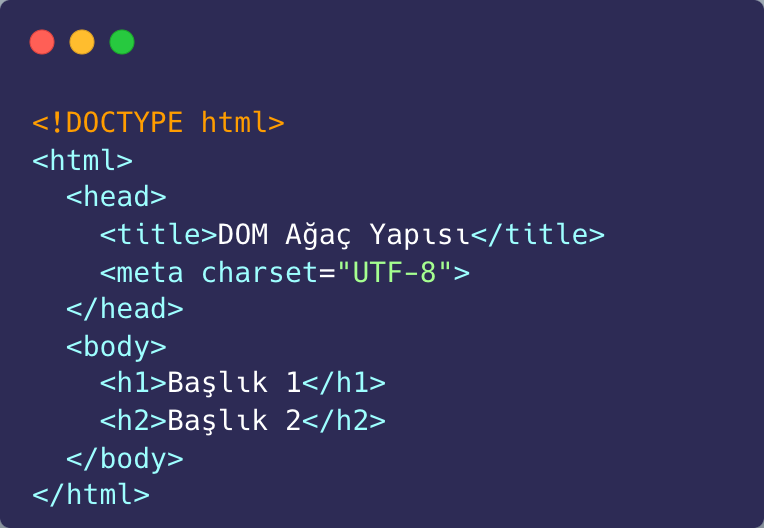 <!DOCTYPE html>
<html>
  <head>
    <title>DOM Ağaç Yapısı</title>
    <meta charset="UTF-8">
  </head>
  <body>
    <h1>Başlık 1</h1>
    <h2>Başlık 2</h2>
  </body>
</html>